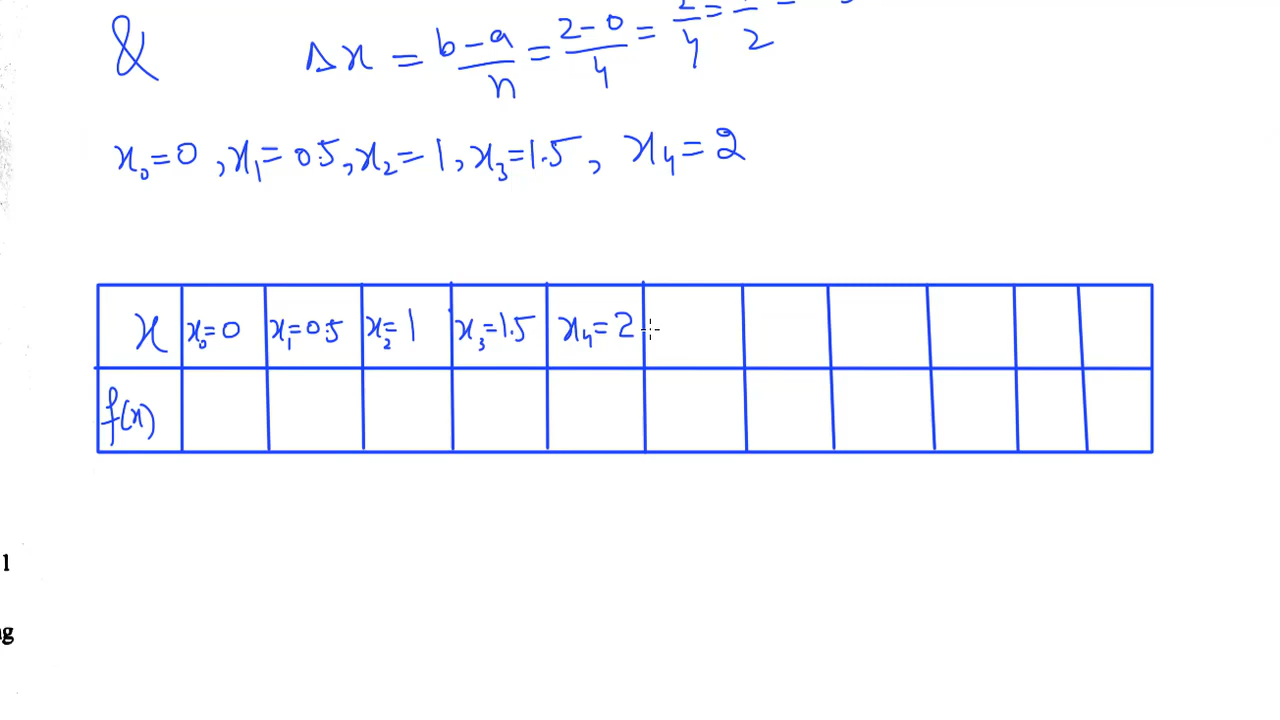 & Δx = b-a/n = 2-0/4 = 2/4 = 1/2
x₀=0, x₁=0.5, x₂=1, x₃=1.5, x₄=2
x x₀=0 x₁=0.5 x₂=1 x₃=1.5 x₄=2
f(x)
1